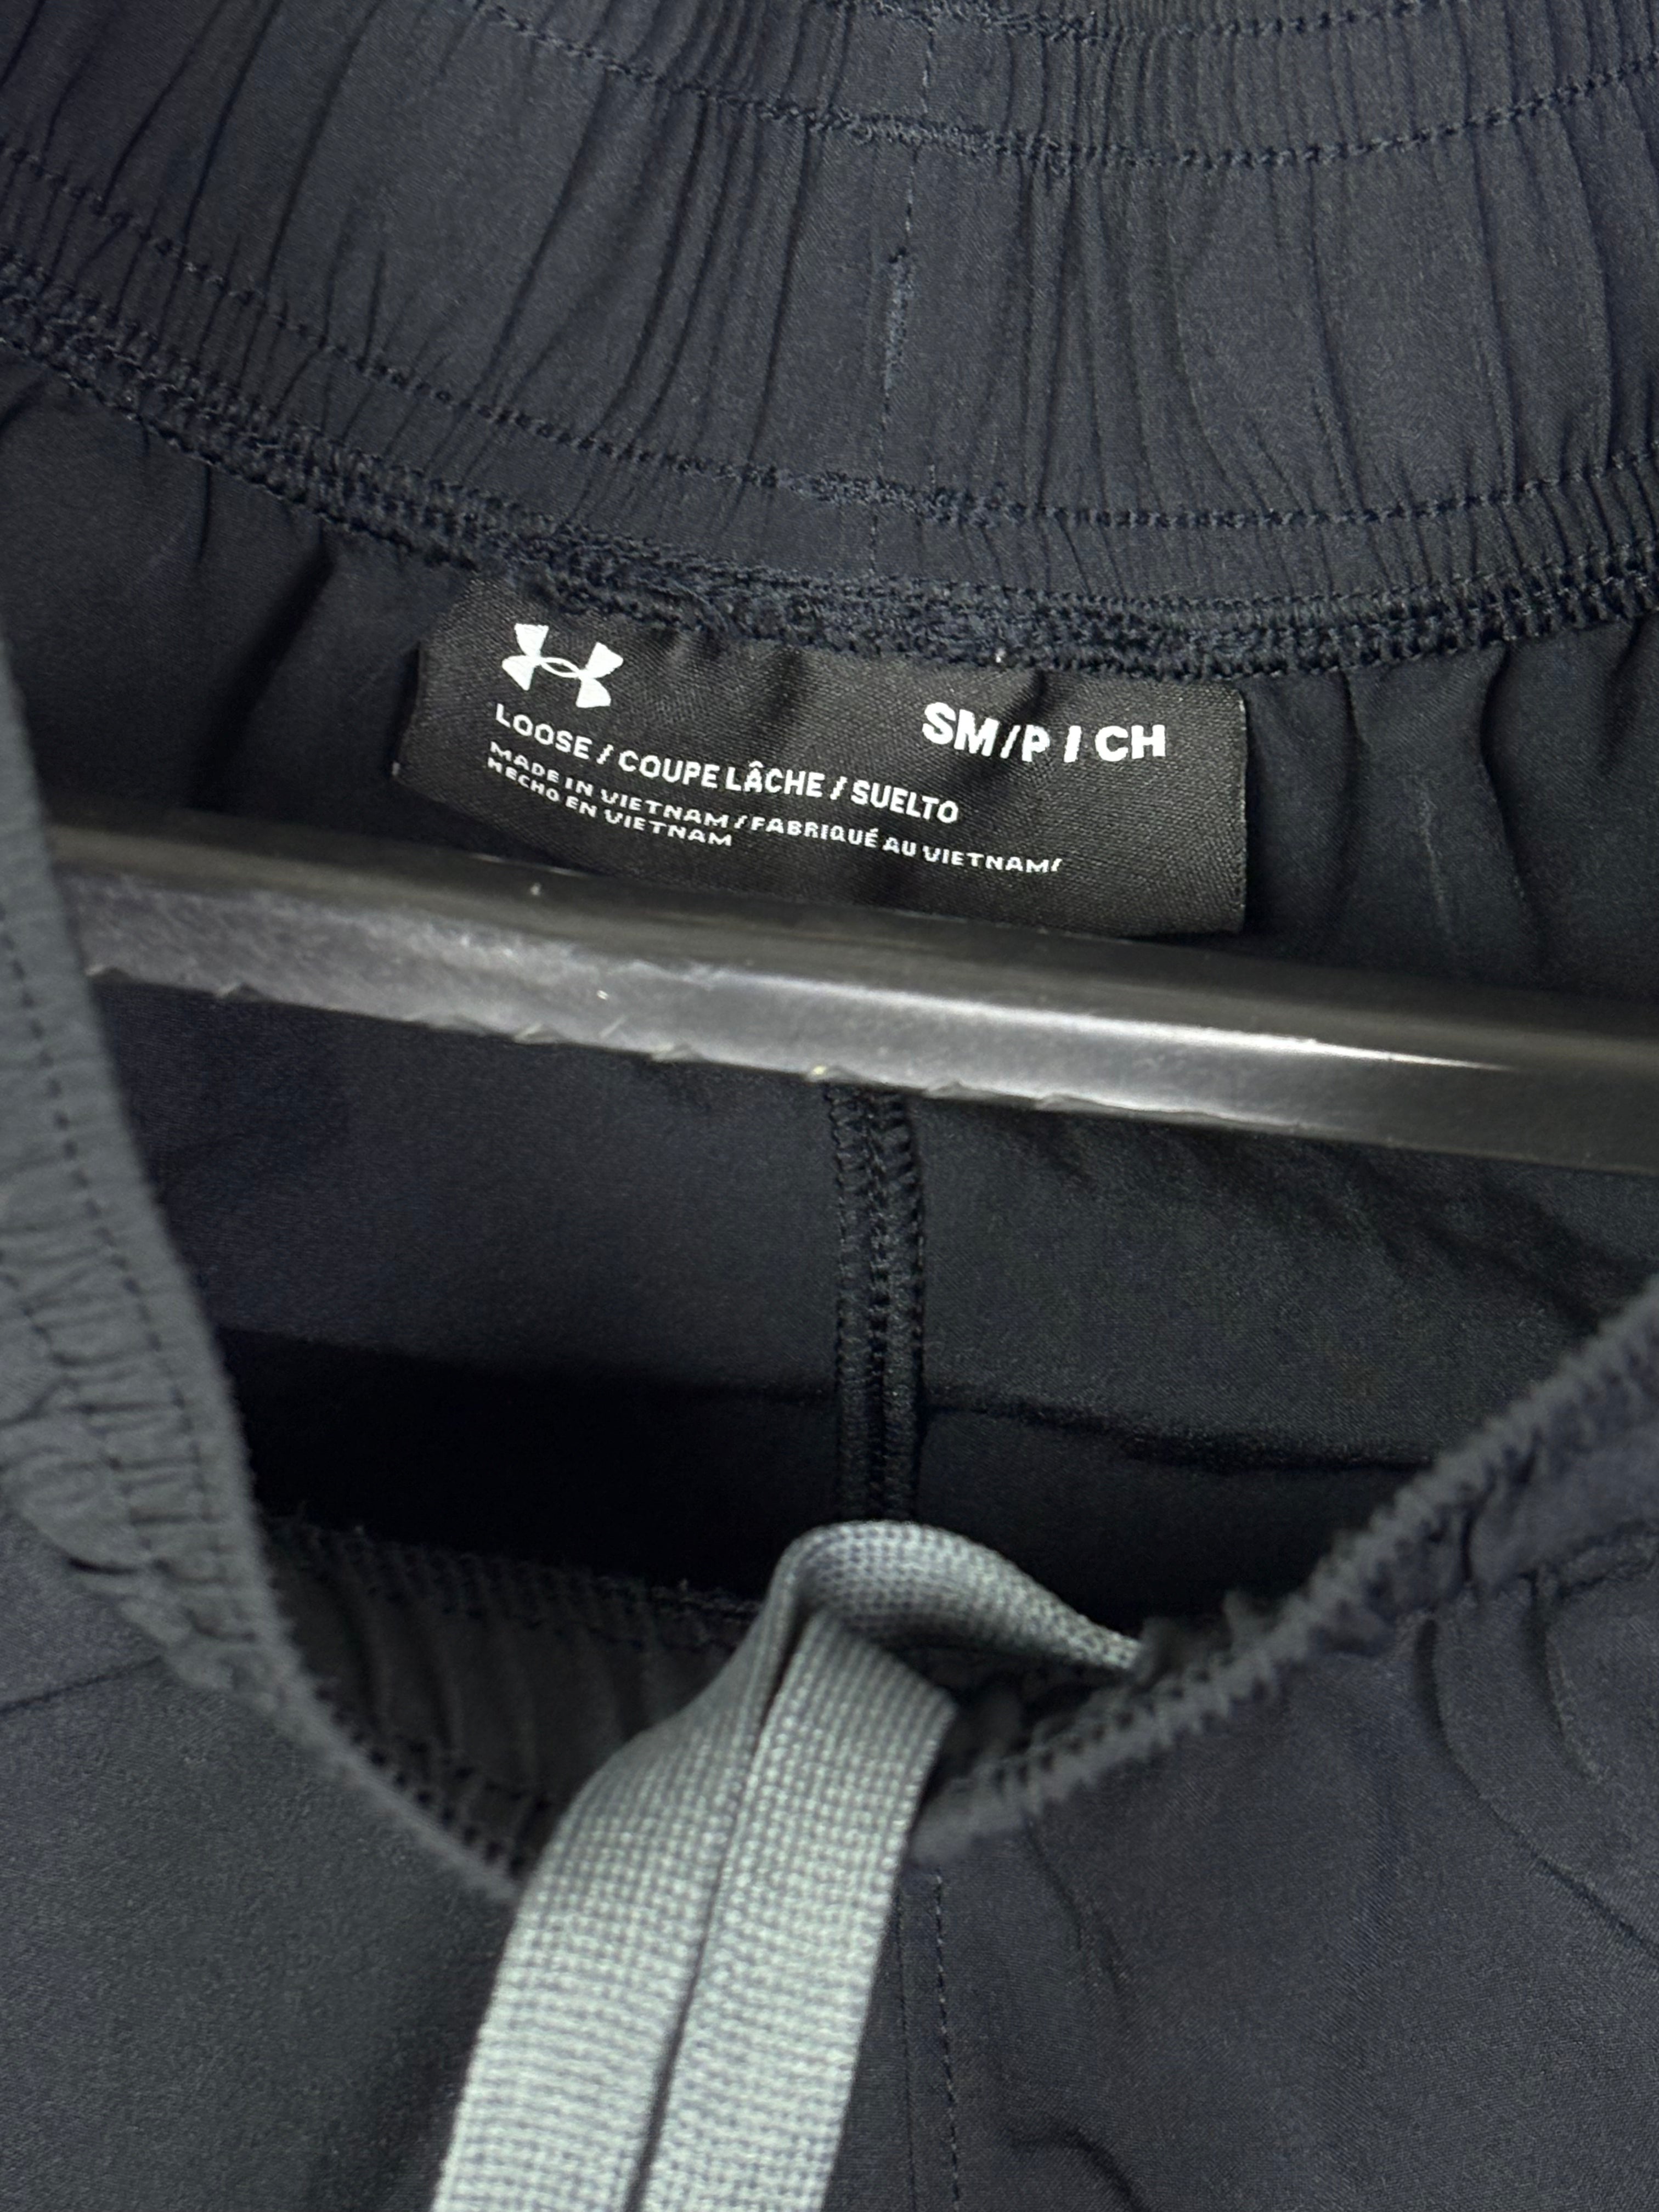 SM/P / CH
LOOSE / COUPE LÂCHE / SUELTO
MADE IN VIETNAM / FABRIQUÉ AU VIETNAM/
HECHO EN VIETNAM